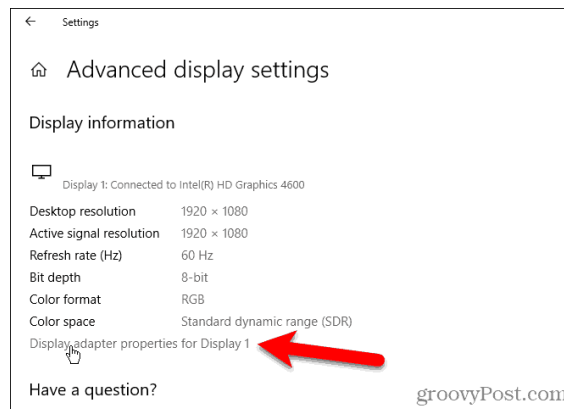 Settings
Advanced display settings
Display information
Display 1: Connected to Intel(R) HD Graphics 4600
Desktop resolution 1920 × 1080
Active signal resolution 1920 × 1080
Refresh rate (Hz) 60 Hz
Bit depth 8-bit
Color format RGB
Color space Standard dynamic range (SDR)
Display adapter properties for Display 1
Have a question?
groovyPost.com